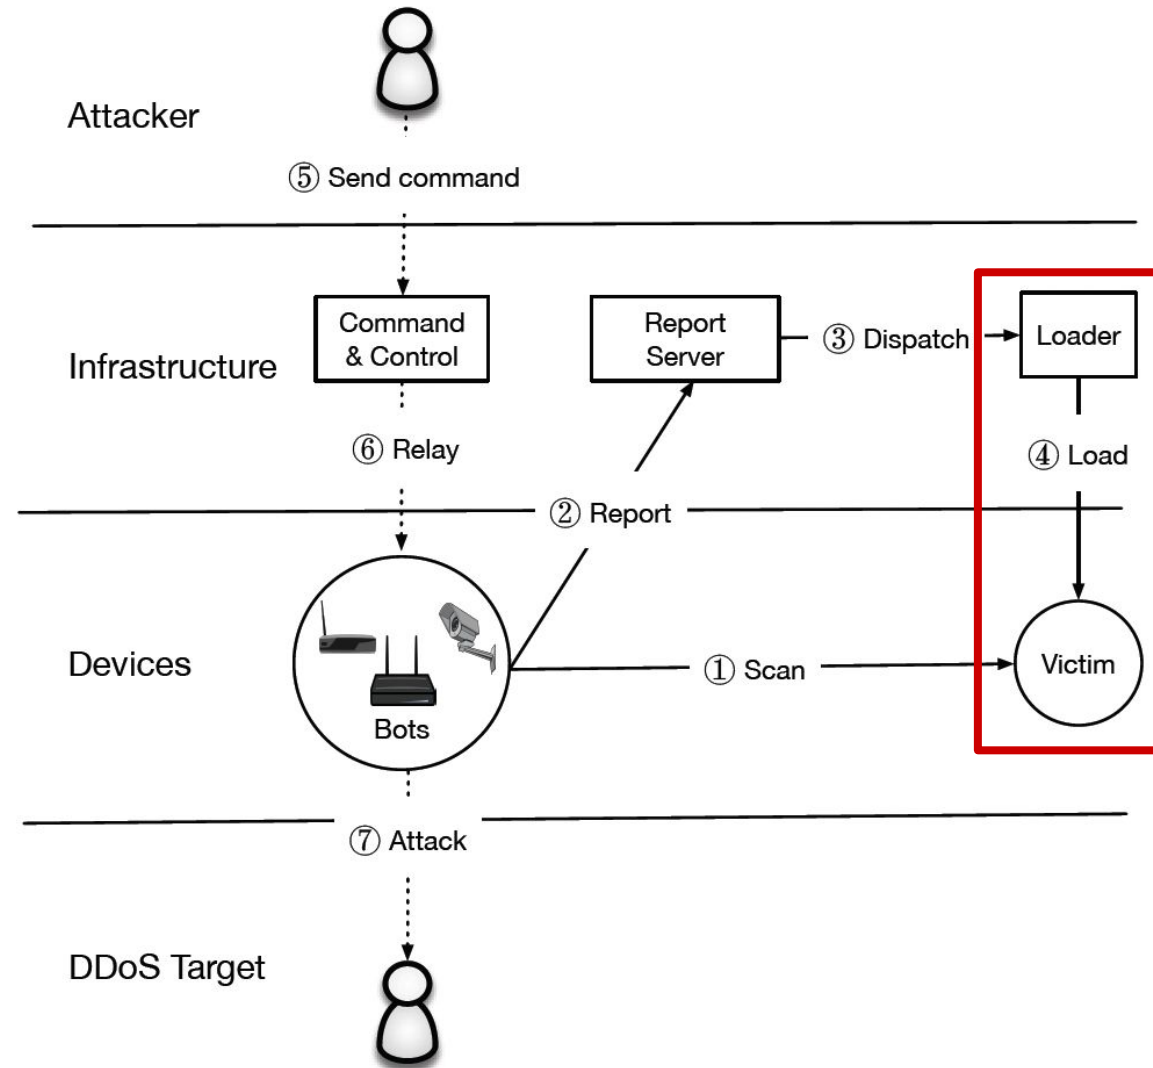 Attacker
⑤ Send command
Infrastructure
Command
& Control
Report
Server
③ Dispatch
Loader
⑥ Relay
④ Load
② Report
Devices
Bots
① Scan
Victim
⑦ Attack
DDoS Target